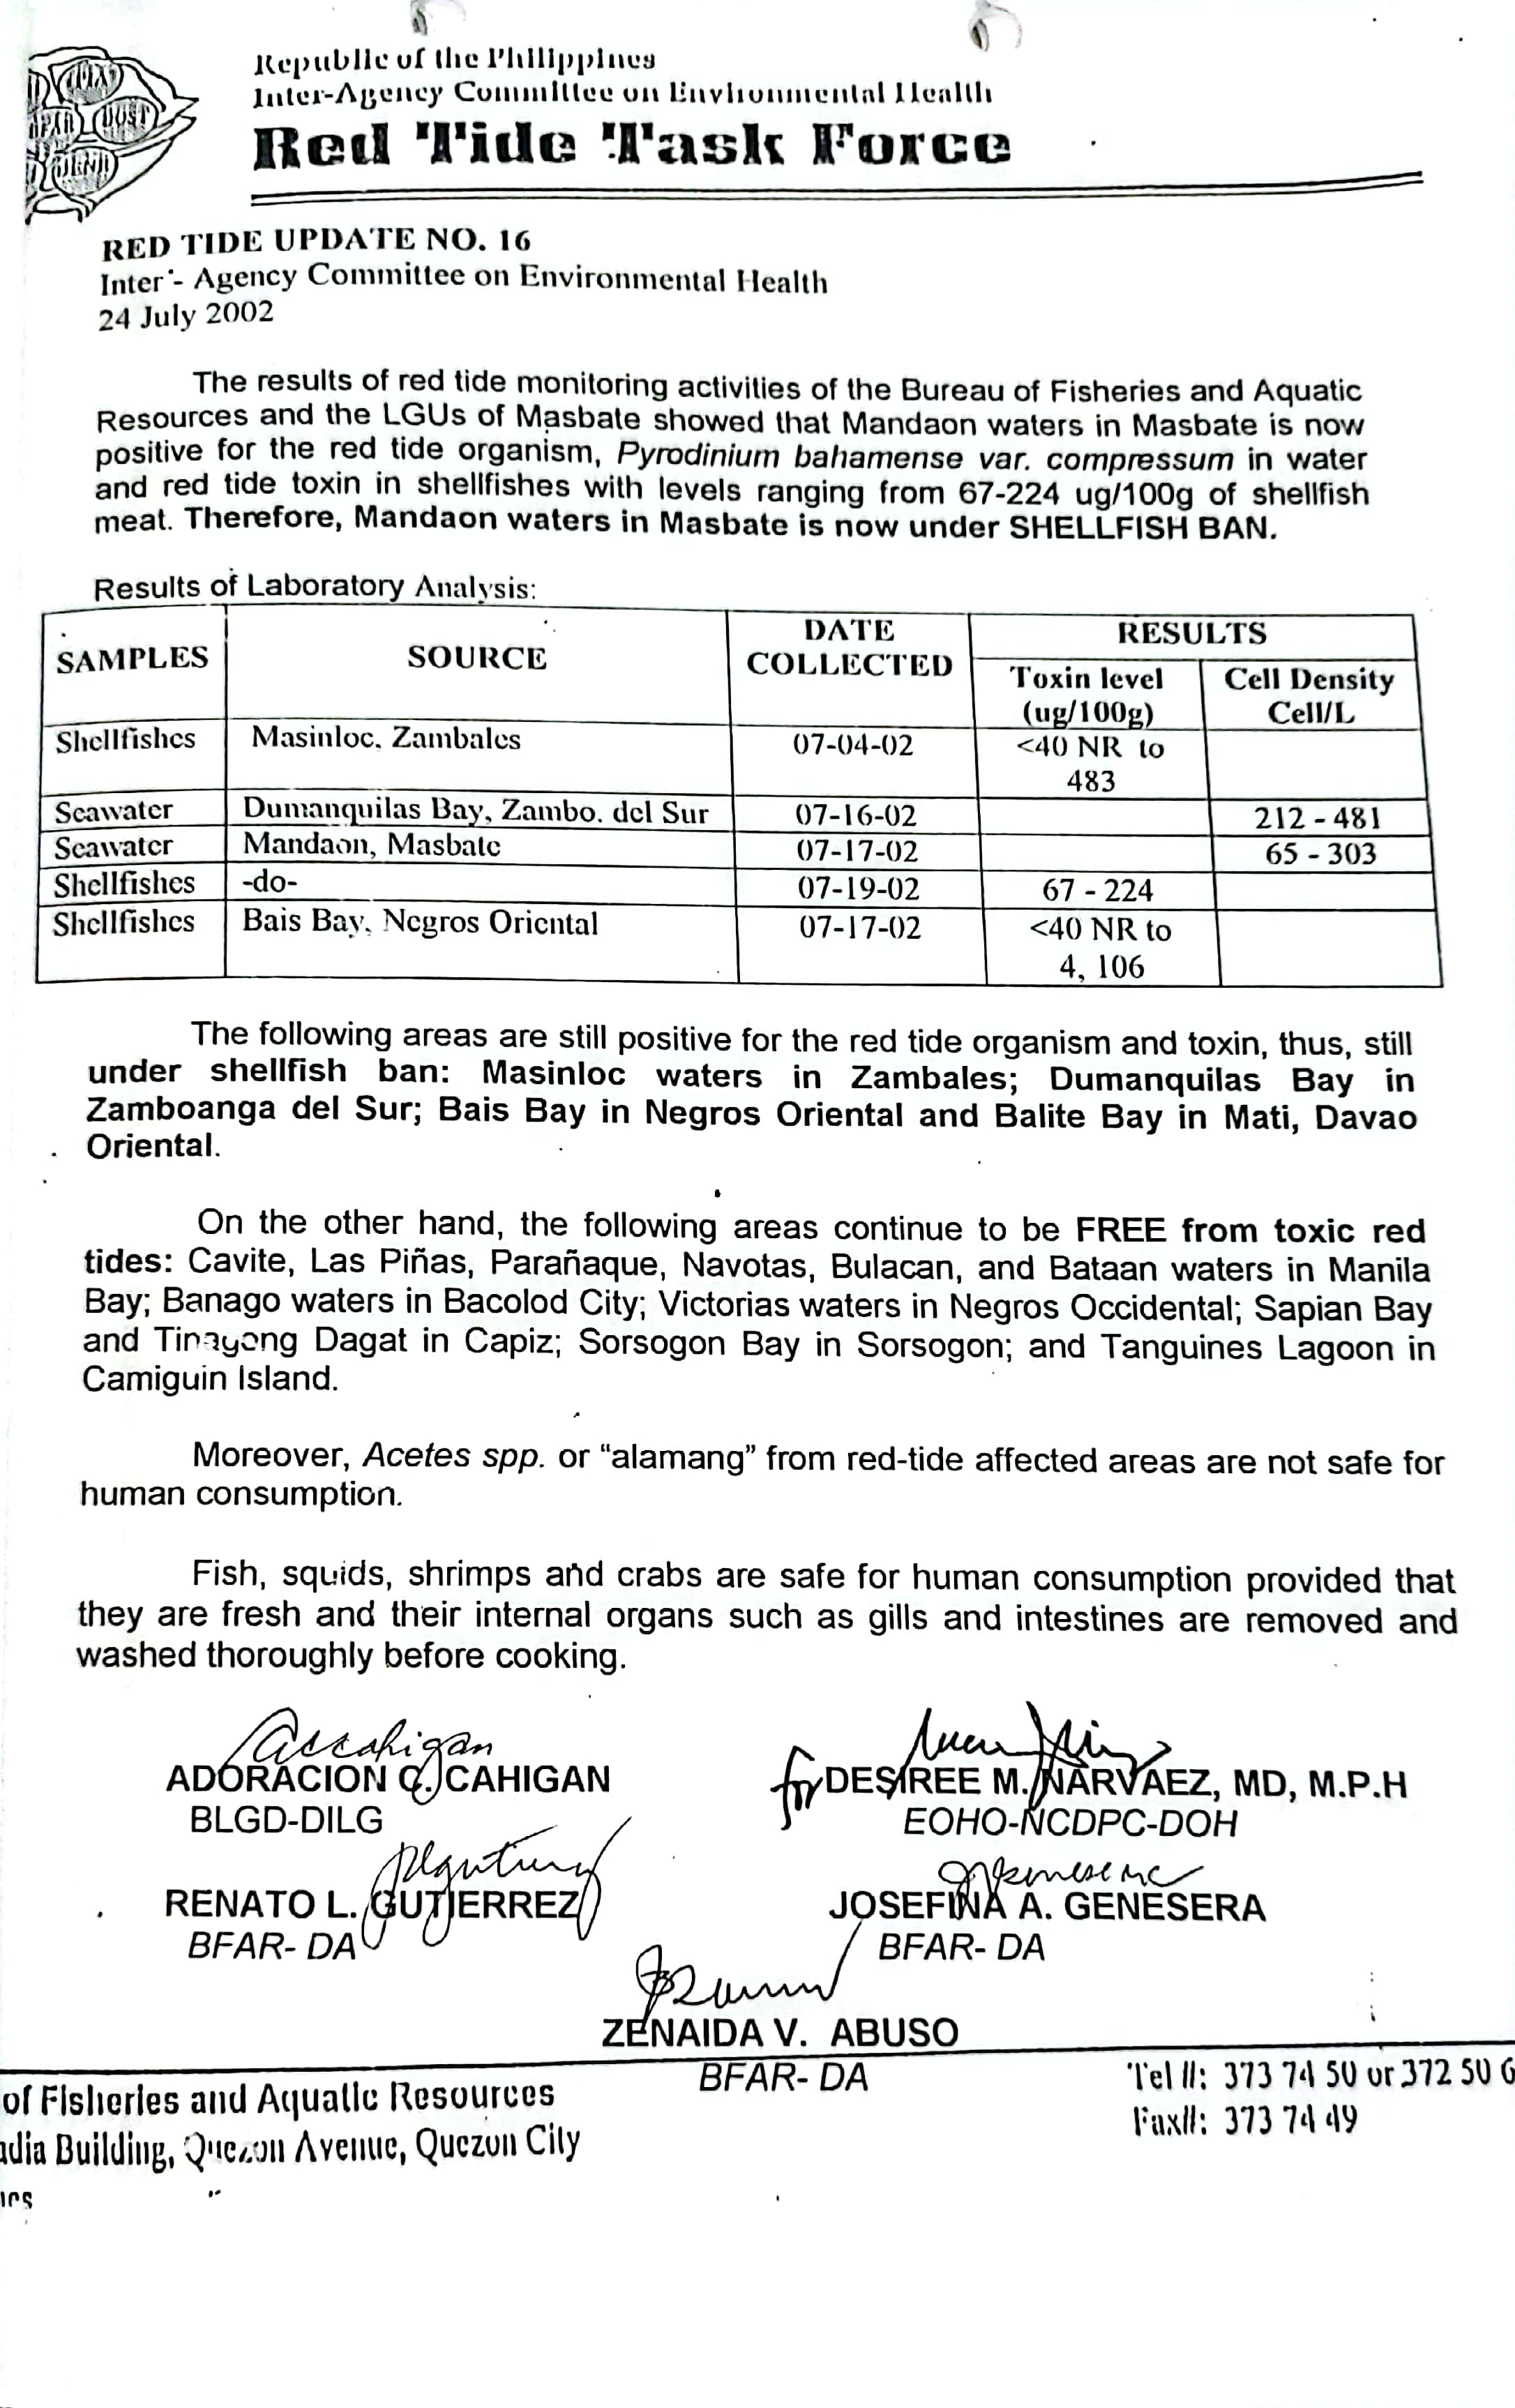 DOST
Republic of the Philippines
Inter-Agency Committee on Environmental Health
Red Tide Task Force
RED TIDE UPDATE NO. 16
Inter - Agency Committee on Environmental Health
24 July 2002
The results of red tide monitoring activities of the Bureau of Fisheries and Aquatic
Resources and the LGUs of Masbate showed that Mandaon waters in Masbate is now
positive for the red tide organism, Pyrodinium bahamense var. compressum in water
and red tide toxin in shellfishes with levels ranging from 67-224 ug/100g of shellfish
meat. Therefore, Mandaon waters in Masbate is now under SHELLFISH BAN.
Results of Laboratory Analysis:
SAMPLES SOURCE DATE COLLECTED RESULTS
Toxin level (ug/100g) Cell Density Cell/L
Shellfishes Masinloc, Zambales 07-04-02 <40 NR to 483
Seawater Dumanquilas Bay, Zambo. del Sur 07-16-02 212 - 481
Seawater Mandaon, Masbate 07-17-02 65 - 303
Shellfishes -do- 07-19-02 67 - 224
Shellfishes Bais Bay, Negros Oriental 07-17-02 <40 NR to 4, 106
The following areas are still positive for the red tide organism and toxin, thus, still
under shellfish ban: Masinloc waters in Zambales; Dumanquilas Bay in
Zamboanga del Sur; Bais Bay in Negros Oriental and Balite Bay in Mati, Davao
Oriental.
On the other hand, the following areas continue to be FREE from toxic red
tides: Cavite, Las Piñas, Parañaque, Navotas, Bulacan, and Bataan waters in Manila
Bay; Banago waters in Bacolod City; Victorias waters in Negros Occidental; Sapian Bay
and Tinagong Dagat in Capiz; Sorsogon Bay in Sorsogon; and Tanguines Lagoon in
Camiguin Island.
Moreover, Acetes spp. or “alamang” from red-tide affected areas are not safe for
human consumption.
Fish, squids, shrimps and crabs are safe for human consumption provided that
they are fresh and their internal organs such as gills and intestines are removed and
washed thoroughly before cooking.
ADORACION C. CAHIGAN
for DESIREE M. NARVAEZ, MD, M.P.H
BLGD-DILG
EOHO-NCDPC-DOH
RENATO L. GUTIERREZ
JOSEFINA A. GENESERA
BFAR- DA
BFAR- DA
ZENAIDA V. ABUSO
BFAR- DA
of Fisheries and Aquatic Resources
Building, Quezon Avenue, Quezon City
Tel #: 373 74 50 or 372 50
Fax#: 373 74 49